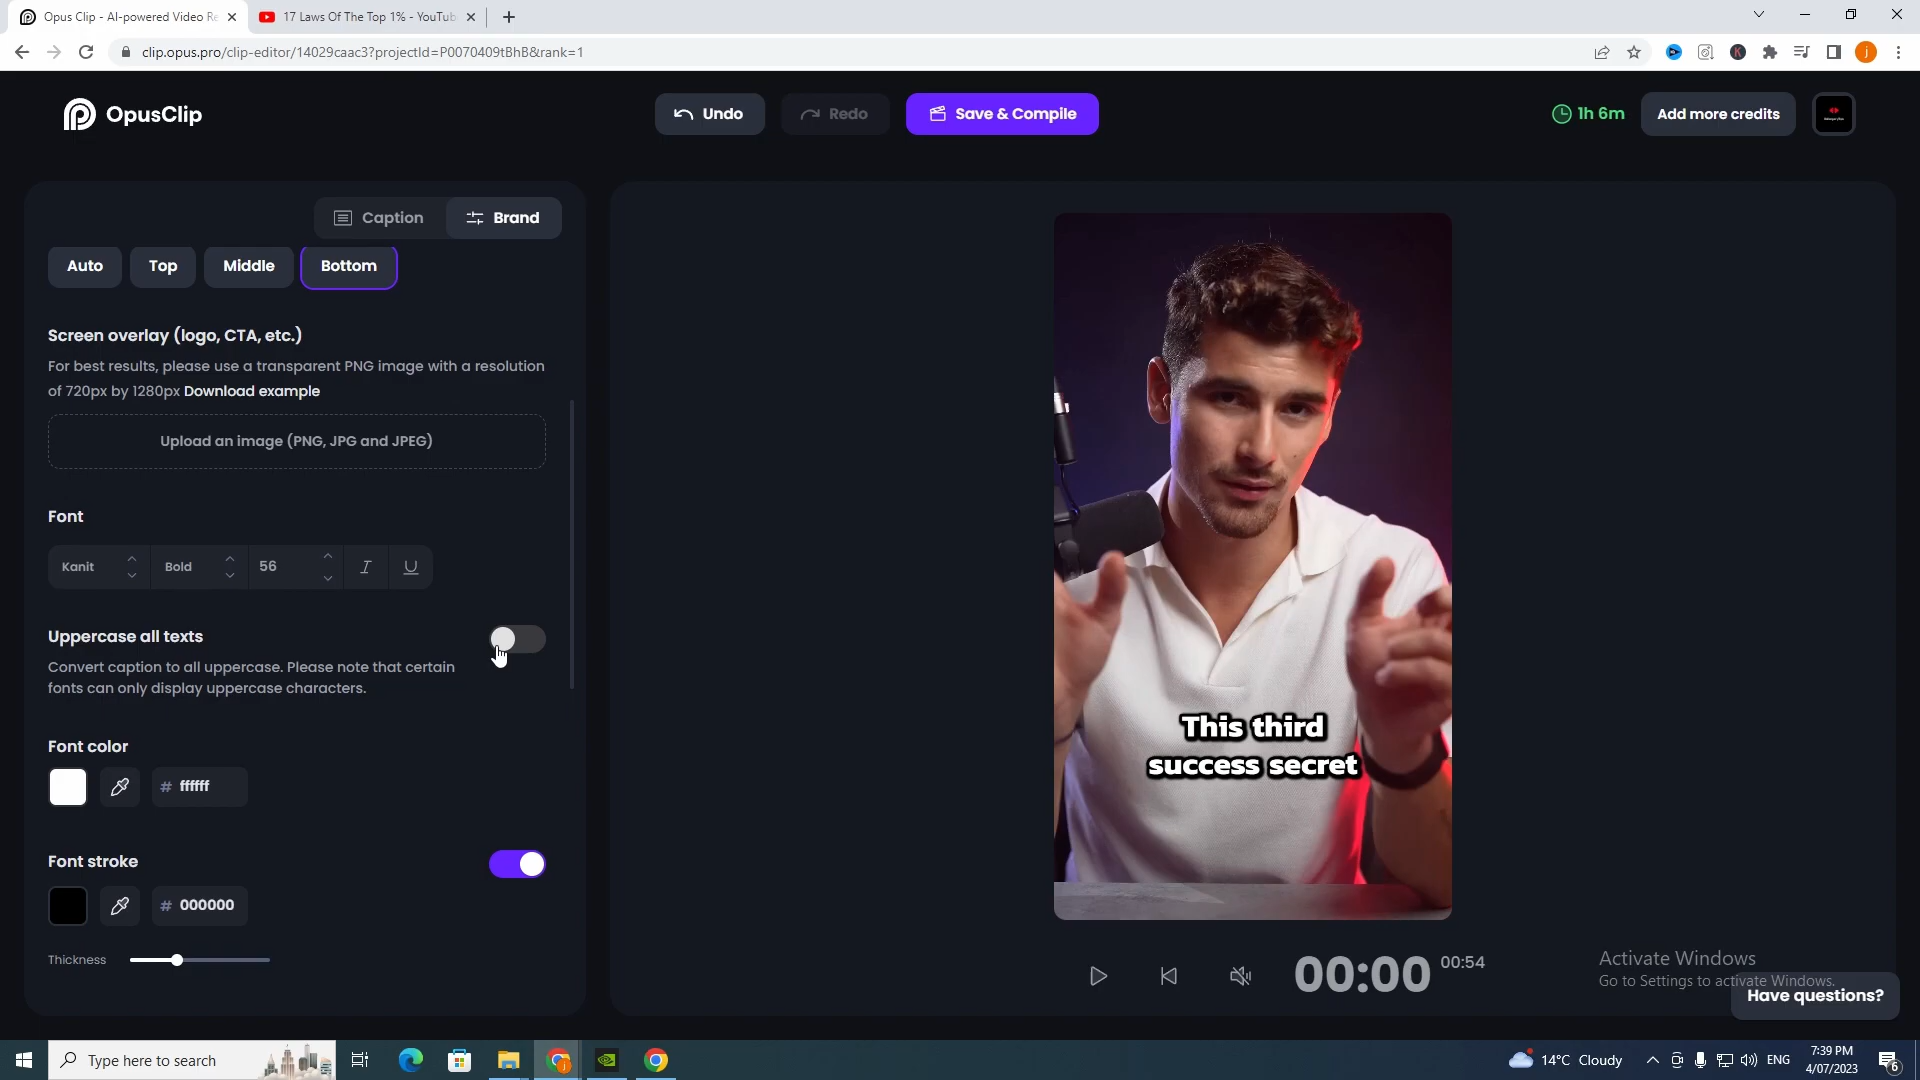 Opus Clip - AI-powered Video Re
17 Laws Of The Top 1% - YouTub
clip.opus.pro/clip-editor/14029caac3?projectId=P0070409tBhB&rank=1
OpusClip
Undo
Redo
Save & Compile
1h 6m
Add more credits
Caption
Brand
Auto
Top
Middle
Bottom
Screen overlay (logo, CTA, etc.)
For best results, please use a transparent PNG image with a resolution
of 720px by 1280px Download example
Upload an image (PNG, JPG and JPEG)
Font
Kanit
Bold
56
Uppercase all texts
Convert caption to all uppercase. Please note that certain
fonts can only display uppercase characters.
Font color
# ffffff
Font stroke
# 000000
Thickness
This third
success secret
00:00
00:54
Activate Windows
Go to Settings to activate Windows.
Have questions?
Type here to search
14°C Cloudy
ENG
7:39 PM
4/07/2023
6